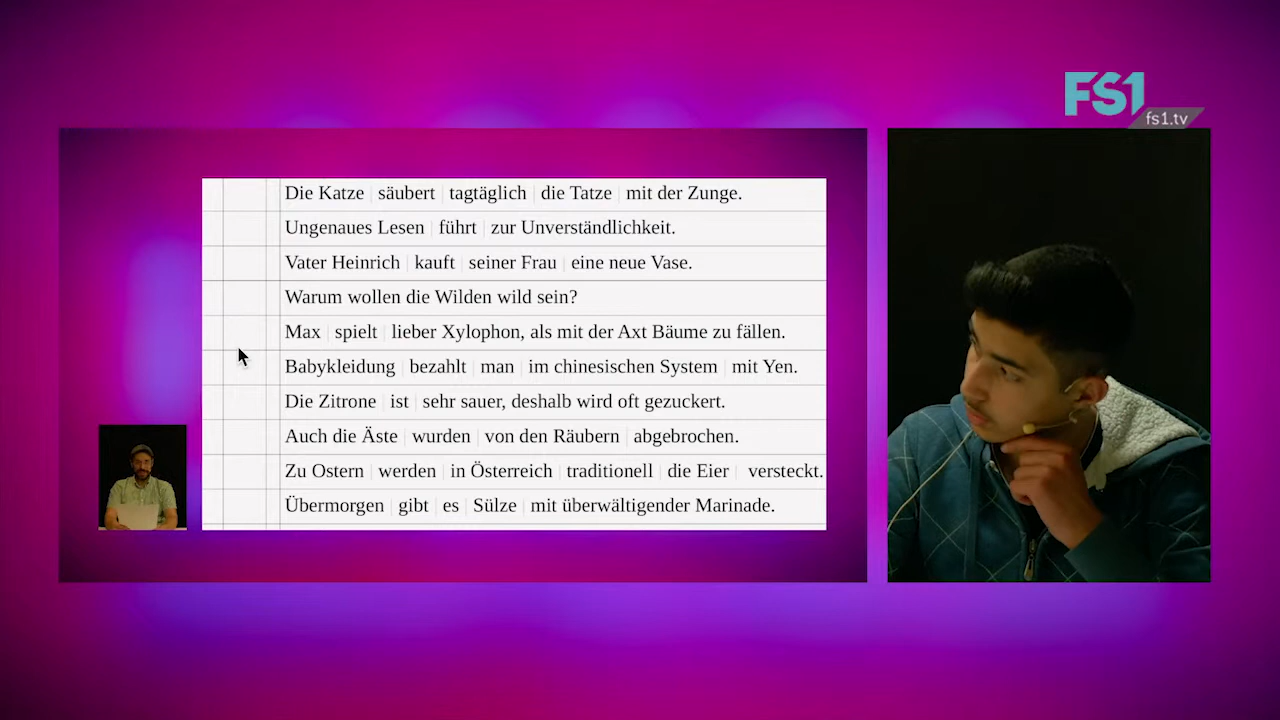 FS1
fs1.tv
Die Katze | säubert | tagtäglich | die Tatze | mit der Zunge.
Ungenaues Lesen | führt | zur Unverständlichkeit.
Vater Heinrich | kauft | seiner Frau | eine neue Vase.
Warum wollen die Wilden wild sein?
Max | spielt | lieber Xylophon, als mit der Axt Bäume zu fällen.
Babykleidung | bezahlt | man | im chinesischen System | mit Yen.
Die Zitrone | ist | sehr sauer, deshalb wird oft gezuckert.
Auch die Äste | wurden | von den Räubern | abgebrochen.
Zu Ostern | werden | in Österreich | traditionell | die Eier | versteckt.
Übermorgen | gibt | es | Sülze | mit überwältigender Marinade.